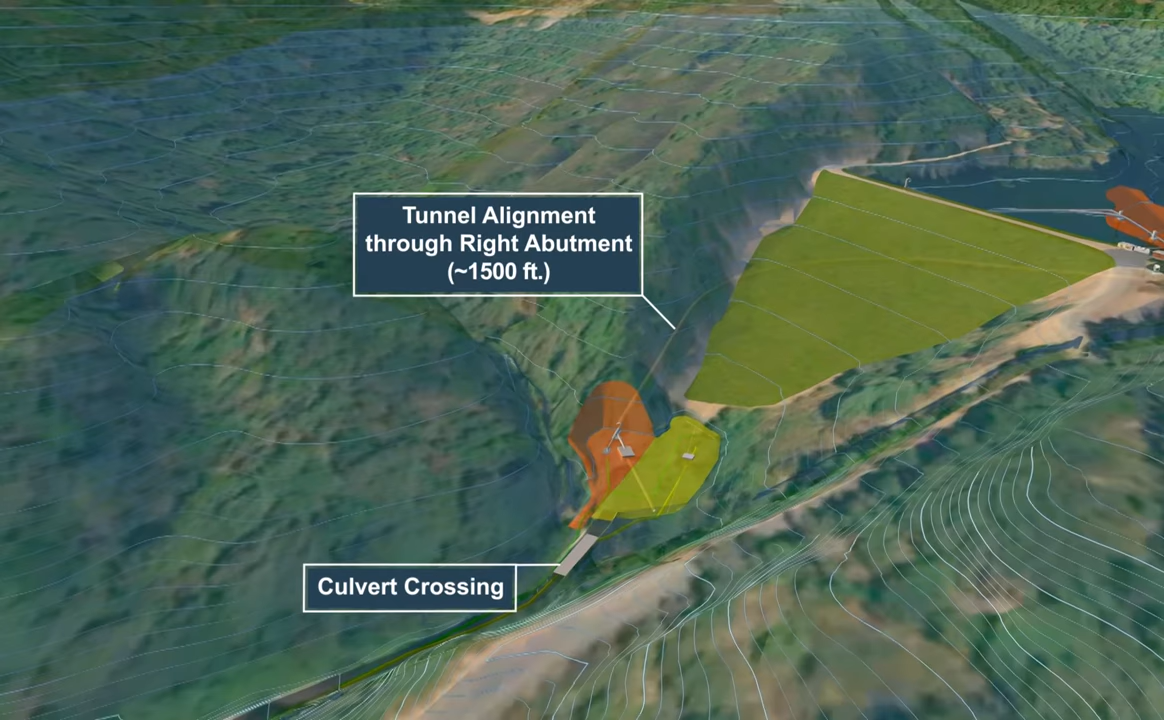 Tunnel Alignment
through Right Abutment
(~1500 ft.)
Culvert Crossing